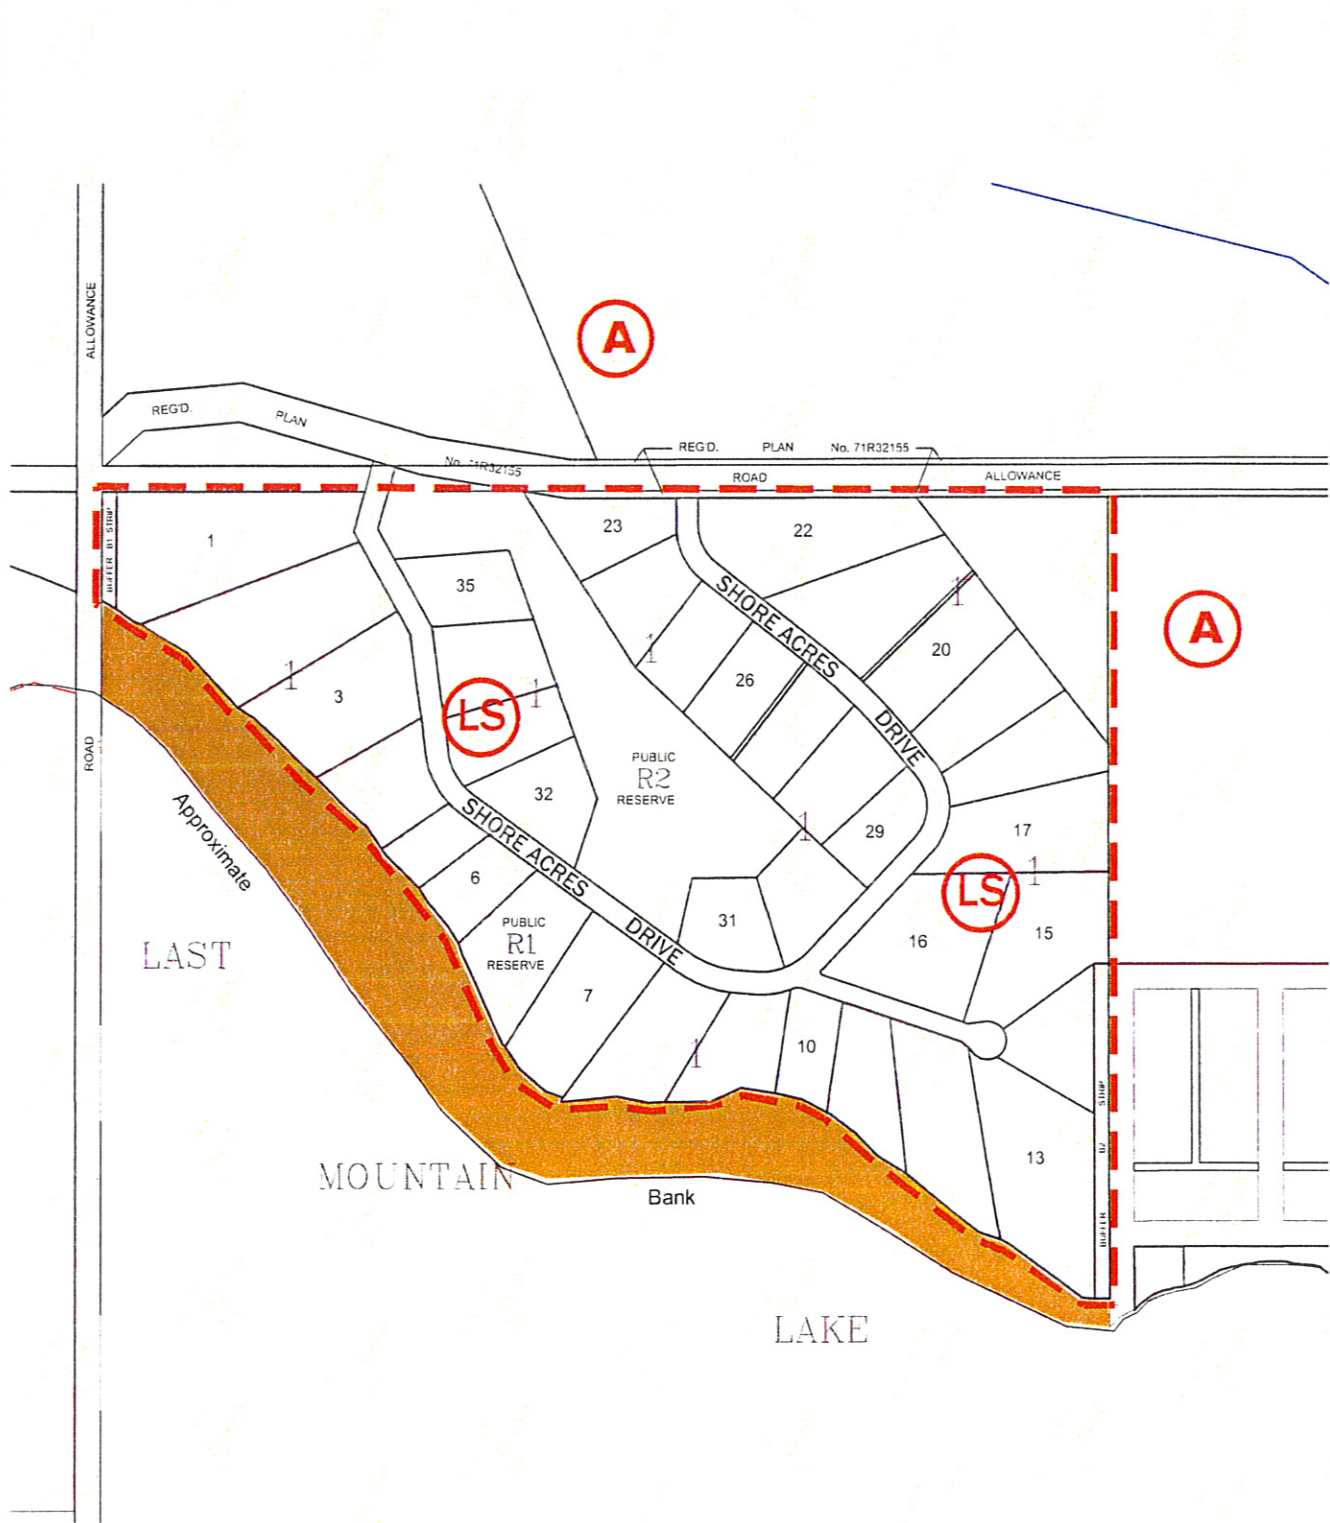 ALLOWANCE
A
REG'D.
PLAN
No. 71R32155
REG'D. PLAN No. 71R32155
ROAD
ALLOWANCE
BUFFER B1 STRIP
1
23
22
35
SHORE ACRES
DRIVE
1
20
A
1
26
1
3
1
LS
ROAD
PUBLIC
R2
RESERVE
32
SHORE ACRES
DRIVE
Approximate
1
29
17
1
LS
6
PUBLIC
R1
RESERVE
31
16
15
LAST
7
1
10
13
BUFFER B2 STRIP
MOUNTAIN
Bank
LAKE